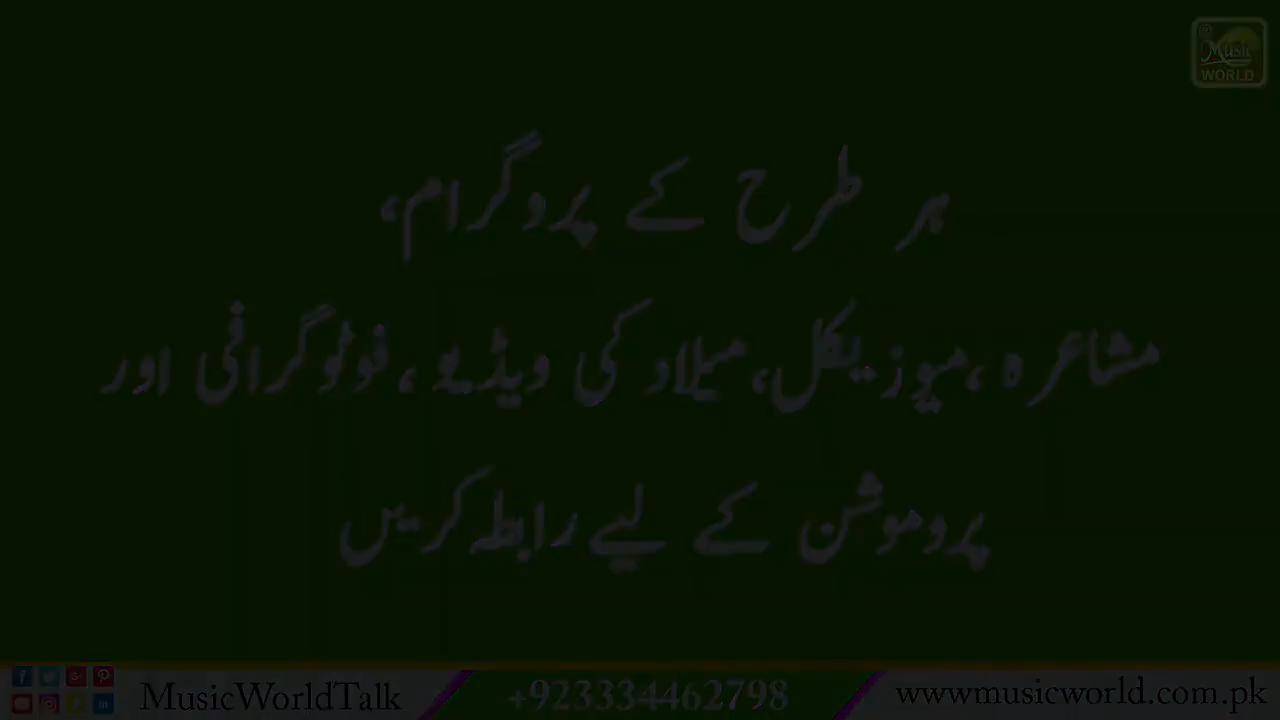 Music
WORLD
ہر طرح کے پروگرام،
مشاعرہ ،میوزیکل،میلاد کی ویڈیو ،فوٹوگرافی اور
پروموشن کے لیے رابطہ کریں
MusicWorldTalk
+923334462798
www.musicworld.com.pk